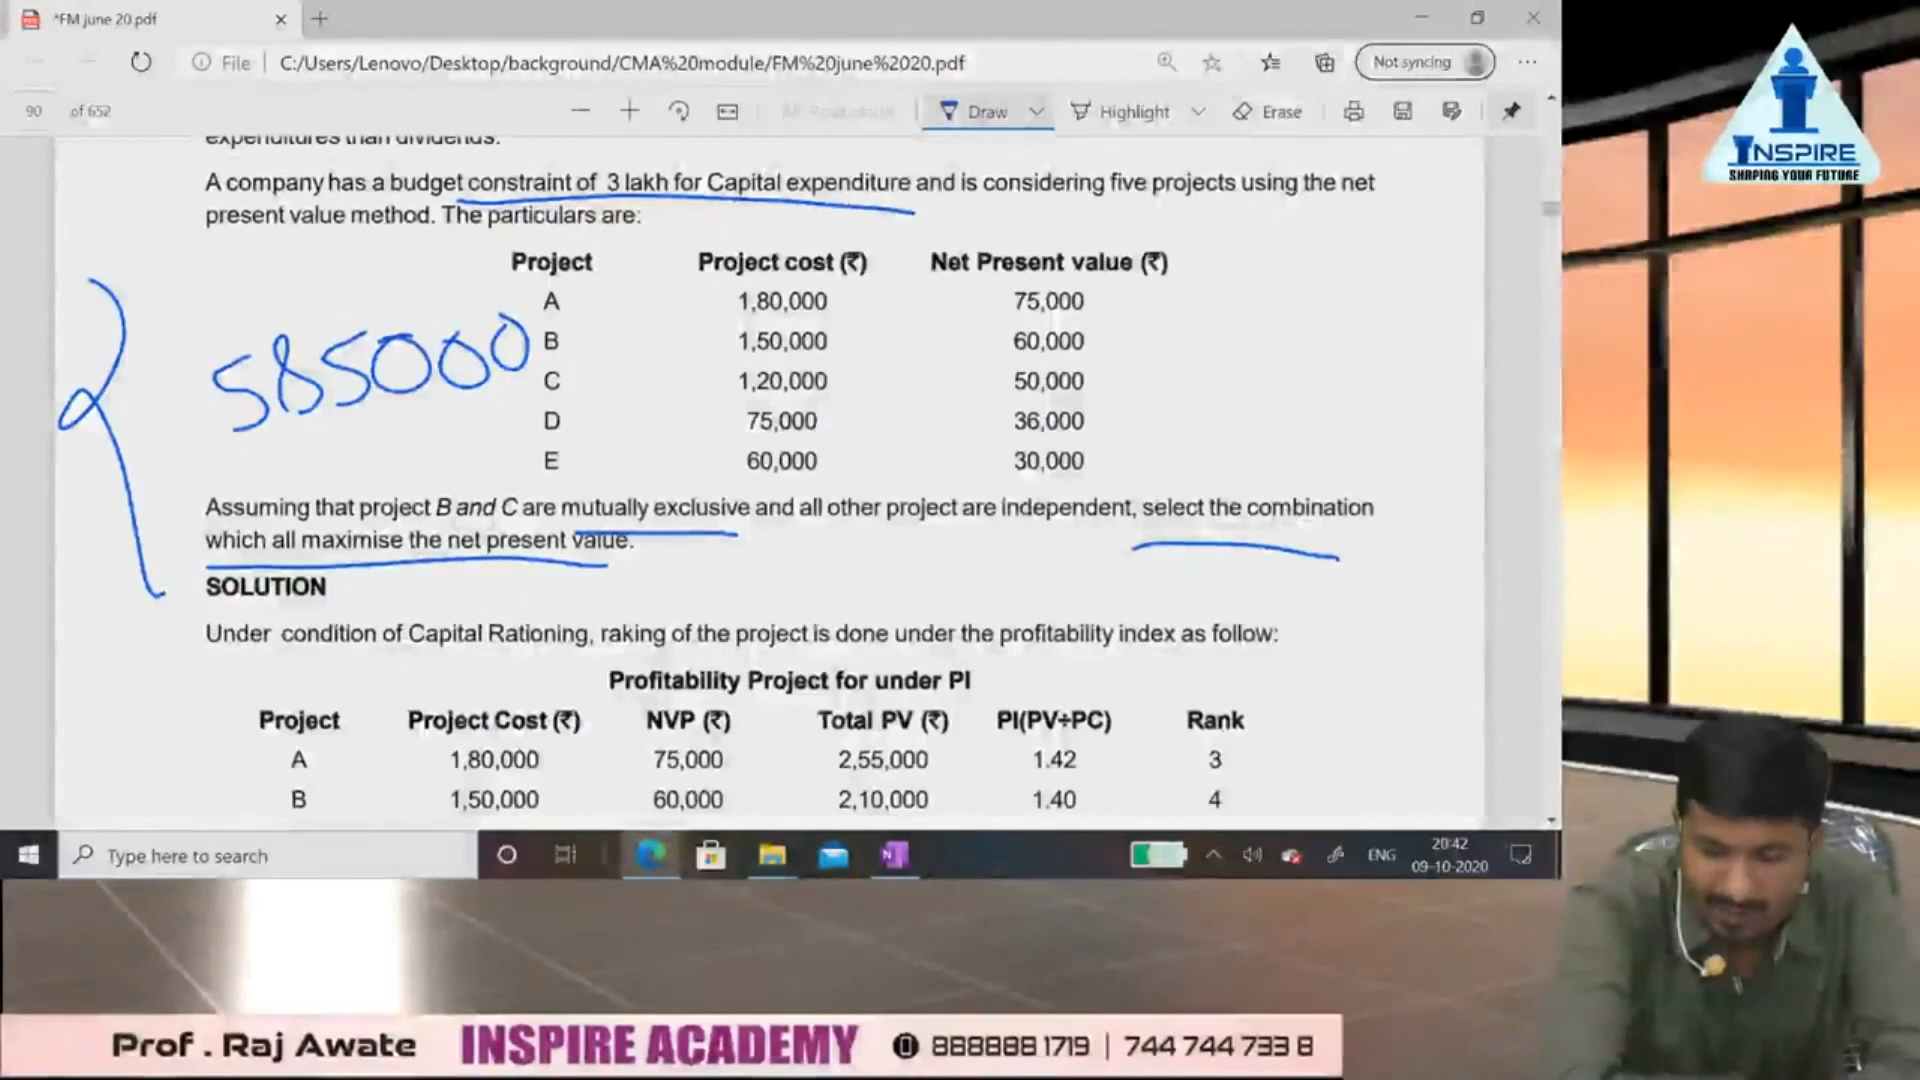 *FM june 20.pdf
File C:/Users/Lenovo/Desktop/background/CMA%20module/FM%20june%2020.pdf Not syncing
90 of 652 Draw Highlight Erase
expenditures than dividends.
A company has a budget constraint of 3 lakh for Capital expenditure and is considering five projects using the net
present value method. The particulars are:
Project Project cost (₹) Net Present value (₹)
A 1,80,000 75,000
585000
B 1,50,000 60,000
C 1,20,000 50,000
D 75,000 36,000
E 60,000 30,000
Assuming that project B and C are mutually exclusive and all other project are independent, select the combination
which all maximise the net present value.
SOLUTION
Under condition of Capital Rationing, raking of the project is done under the profitability index as follow:
Profitability Project for under PI
Project Project Cost (₹) NVP (₹) Total PV (₹) PI(PV÷PC) Rank
A 1,80,000 75,000 2,55,000 1.42 3
B 1,50,000 60,000 2,10,000 1.40 4
Type here to search ENG 20:42
09-10-2020
INSPIRE
SHAPING YOUR FUTURE
Prof . Raj Awate INSPIRE ACADEMY 888888 1719 | 744 744 733 8